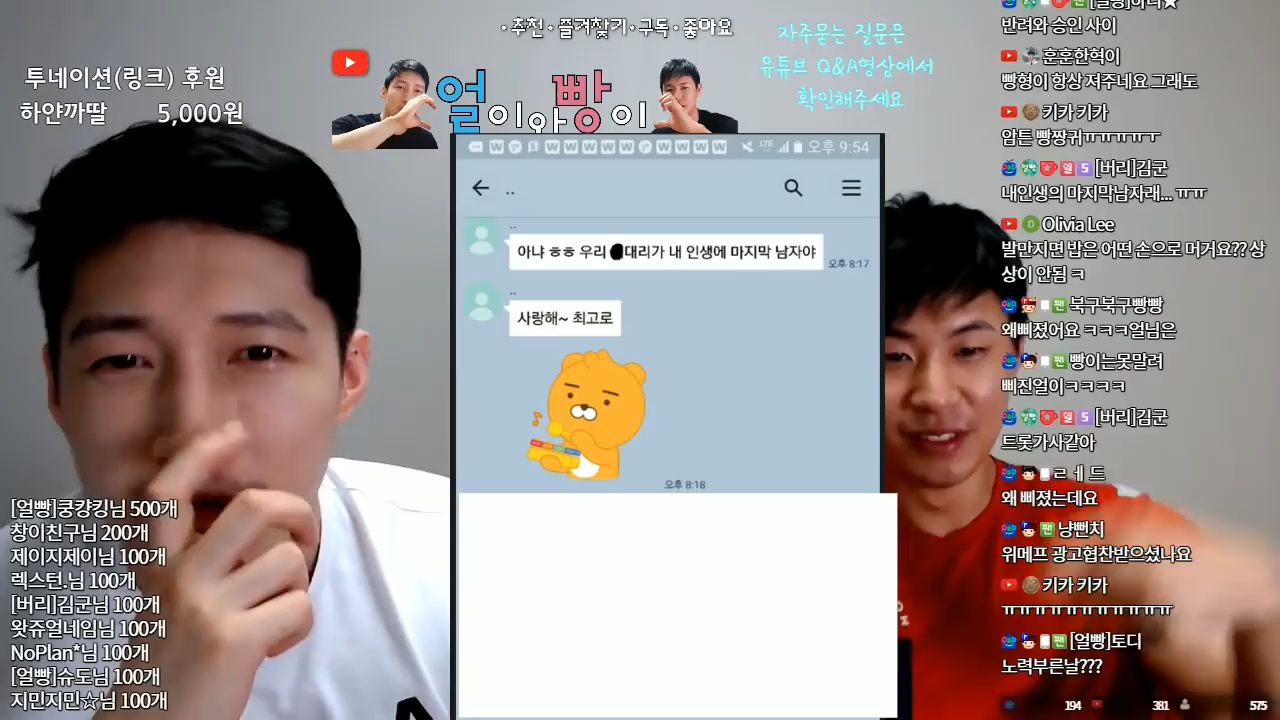 • 추천 • 즐겨찾기 • 구독 • 좋아요
얼이와 빵이
자주묻는 질문은
유튜브 Q&A영상에서
확인해주세요
투네이션(링크) 후원
하얀까딸 5,000원
LTE 오후 9:54
..
..
아냐 ㅎㅎ 우리 대리가 내 인생에 마지막 남자야
오후 8:17
..
사랑해~ 최고로
오후 8:18
[얼빵]쿵캉킹님 500개
창이친구님 200개
제이지제이님 100개
렉스턴.님 100개
[버리]김군님 100개
왓쥬얼네임님 100개
NoPlan*님 100개
[얼빵]슈도님 100개
지민지민☆님 100개
반려와 승인 사이
훈훈한혁이
빵형이 항상 져주네요 그래도
키카 키카
암튼 빵짱귀ㅠㅠㅠㅠㅜ
[버리]김군
내인생의 마지막남자래... ㅠㅠ
Olivia Lee
발만지면 밥은 어떤 손으로 머거요?? 상
상이 안됨 ㅋ
북구북구빵빵
왜삐졌어요 ㅋㅋㅋ얼님은
빵이는못말려
삐진얼이ㅋㅋㅋㅋ
[버리]김군
트롯가사같아
ㄹ ㅔ 드
왜 삐졌는데요
냥뻔치
위메프 광고협찬받으셨나요
키카 키카
ㅠㅠㅠㅠㅠㅠㅠㅠㅠㅠㅠ
[얼빵]토디
노력부른날???
194 381 575